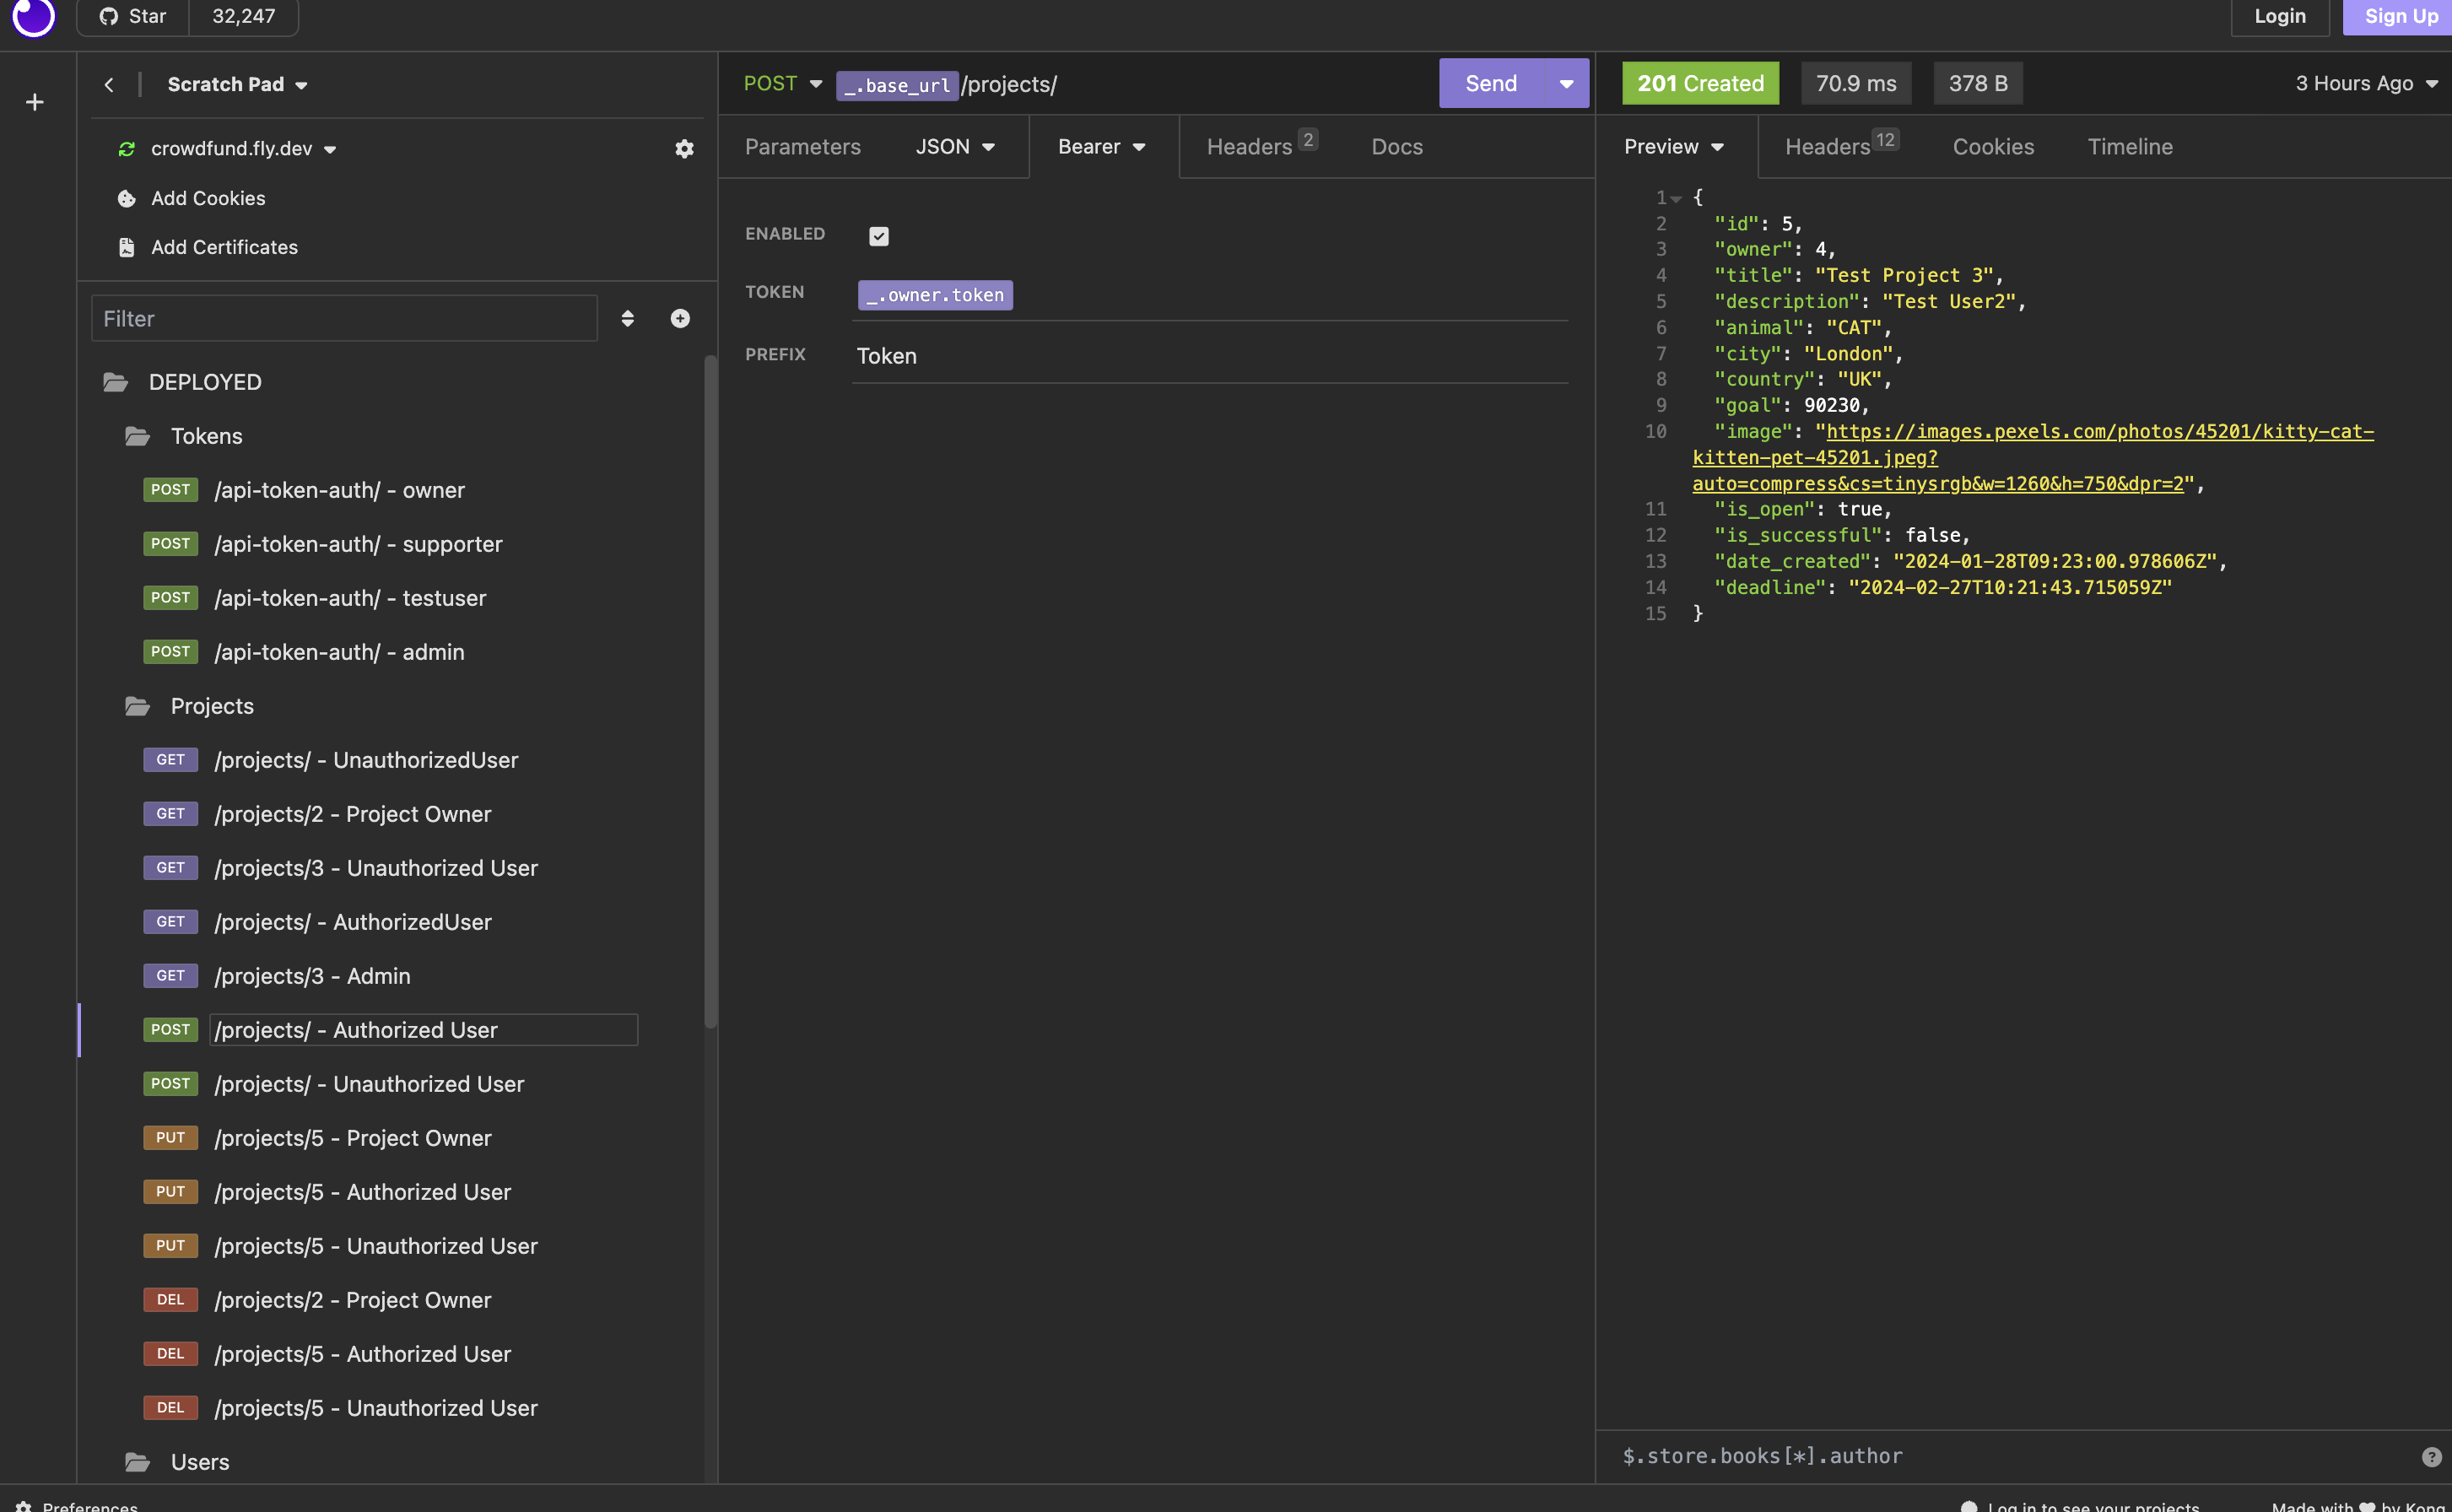 Star 32,247
Login Sign Up
Scratch Pad
crowdfund.fly.dev
Add Cookies
Add Certificates
Filter
DEPLOYED
Tokens
POST /api-token-auth/ - owner
POST /api-token-auth/ - supporter
POST /api-token-auth/ - testuser
POST /api-token-auth/ - admin
Projects
GET /projects/ - UnauthorizedUser
GET /projects/2 - Project Owner
GET /projects/3 - Unauthorized User
GET /projects/ - AuthorizedUser
GET /projects/3 - Admin
POST /projects/ - Authorized User
POST /projects/ - Unauthorized User
PUT /projects/5 - Project Owner
PUT /projects/5 - Authorized User
PUT /projects/5 - Unauthorized User
DEL /projects/2 - Project Owner
DEL /projects/5 - Authorized User
DEL /projects/5 - Unauthorized User
Users
POST _.base_url/projects/ Send
Parameters JSON Bearer Headers 2 Docs
ENABLED
TOKEN _.owner.token
PREFIX Token
201 Created 70.9 ms 378 B 3 Hours Ago
Preview Headers 12 Cookies Timeline
1 {
2 "id": 5,
3 "owner": 4,
4 "title": "Test Project 3",
5 "description": "Test User2",
6 "animal": "CAT",
7 "city": "London",
8 "country": "UK",
9 "goal": 90230,
10 "image": "https://images.pexels.com/photos/45201/kitty-cat-
kitten-pet-45201.jpeg?
auto=compress&cs=tinysrgb&w=1260&h=750&dpr=2",
11 "is_open": true,
12 "is_successful": false,
13 "date_created": "2024-01-28T09:23:00.978606Z",
14 "deadline": "2024-02-27T10:21:43.715059Z"
15 }
$.store.books[*].author
Preferences Log in to see your projects Made with by Kong